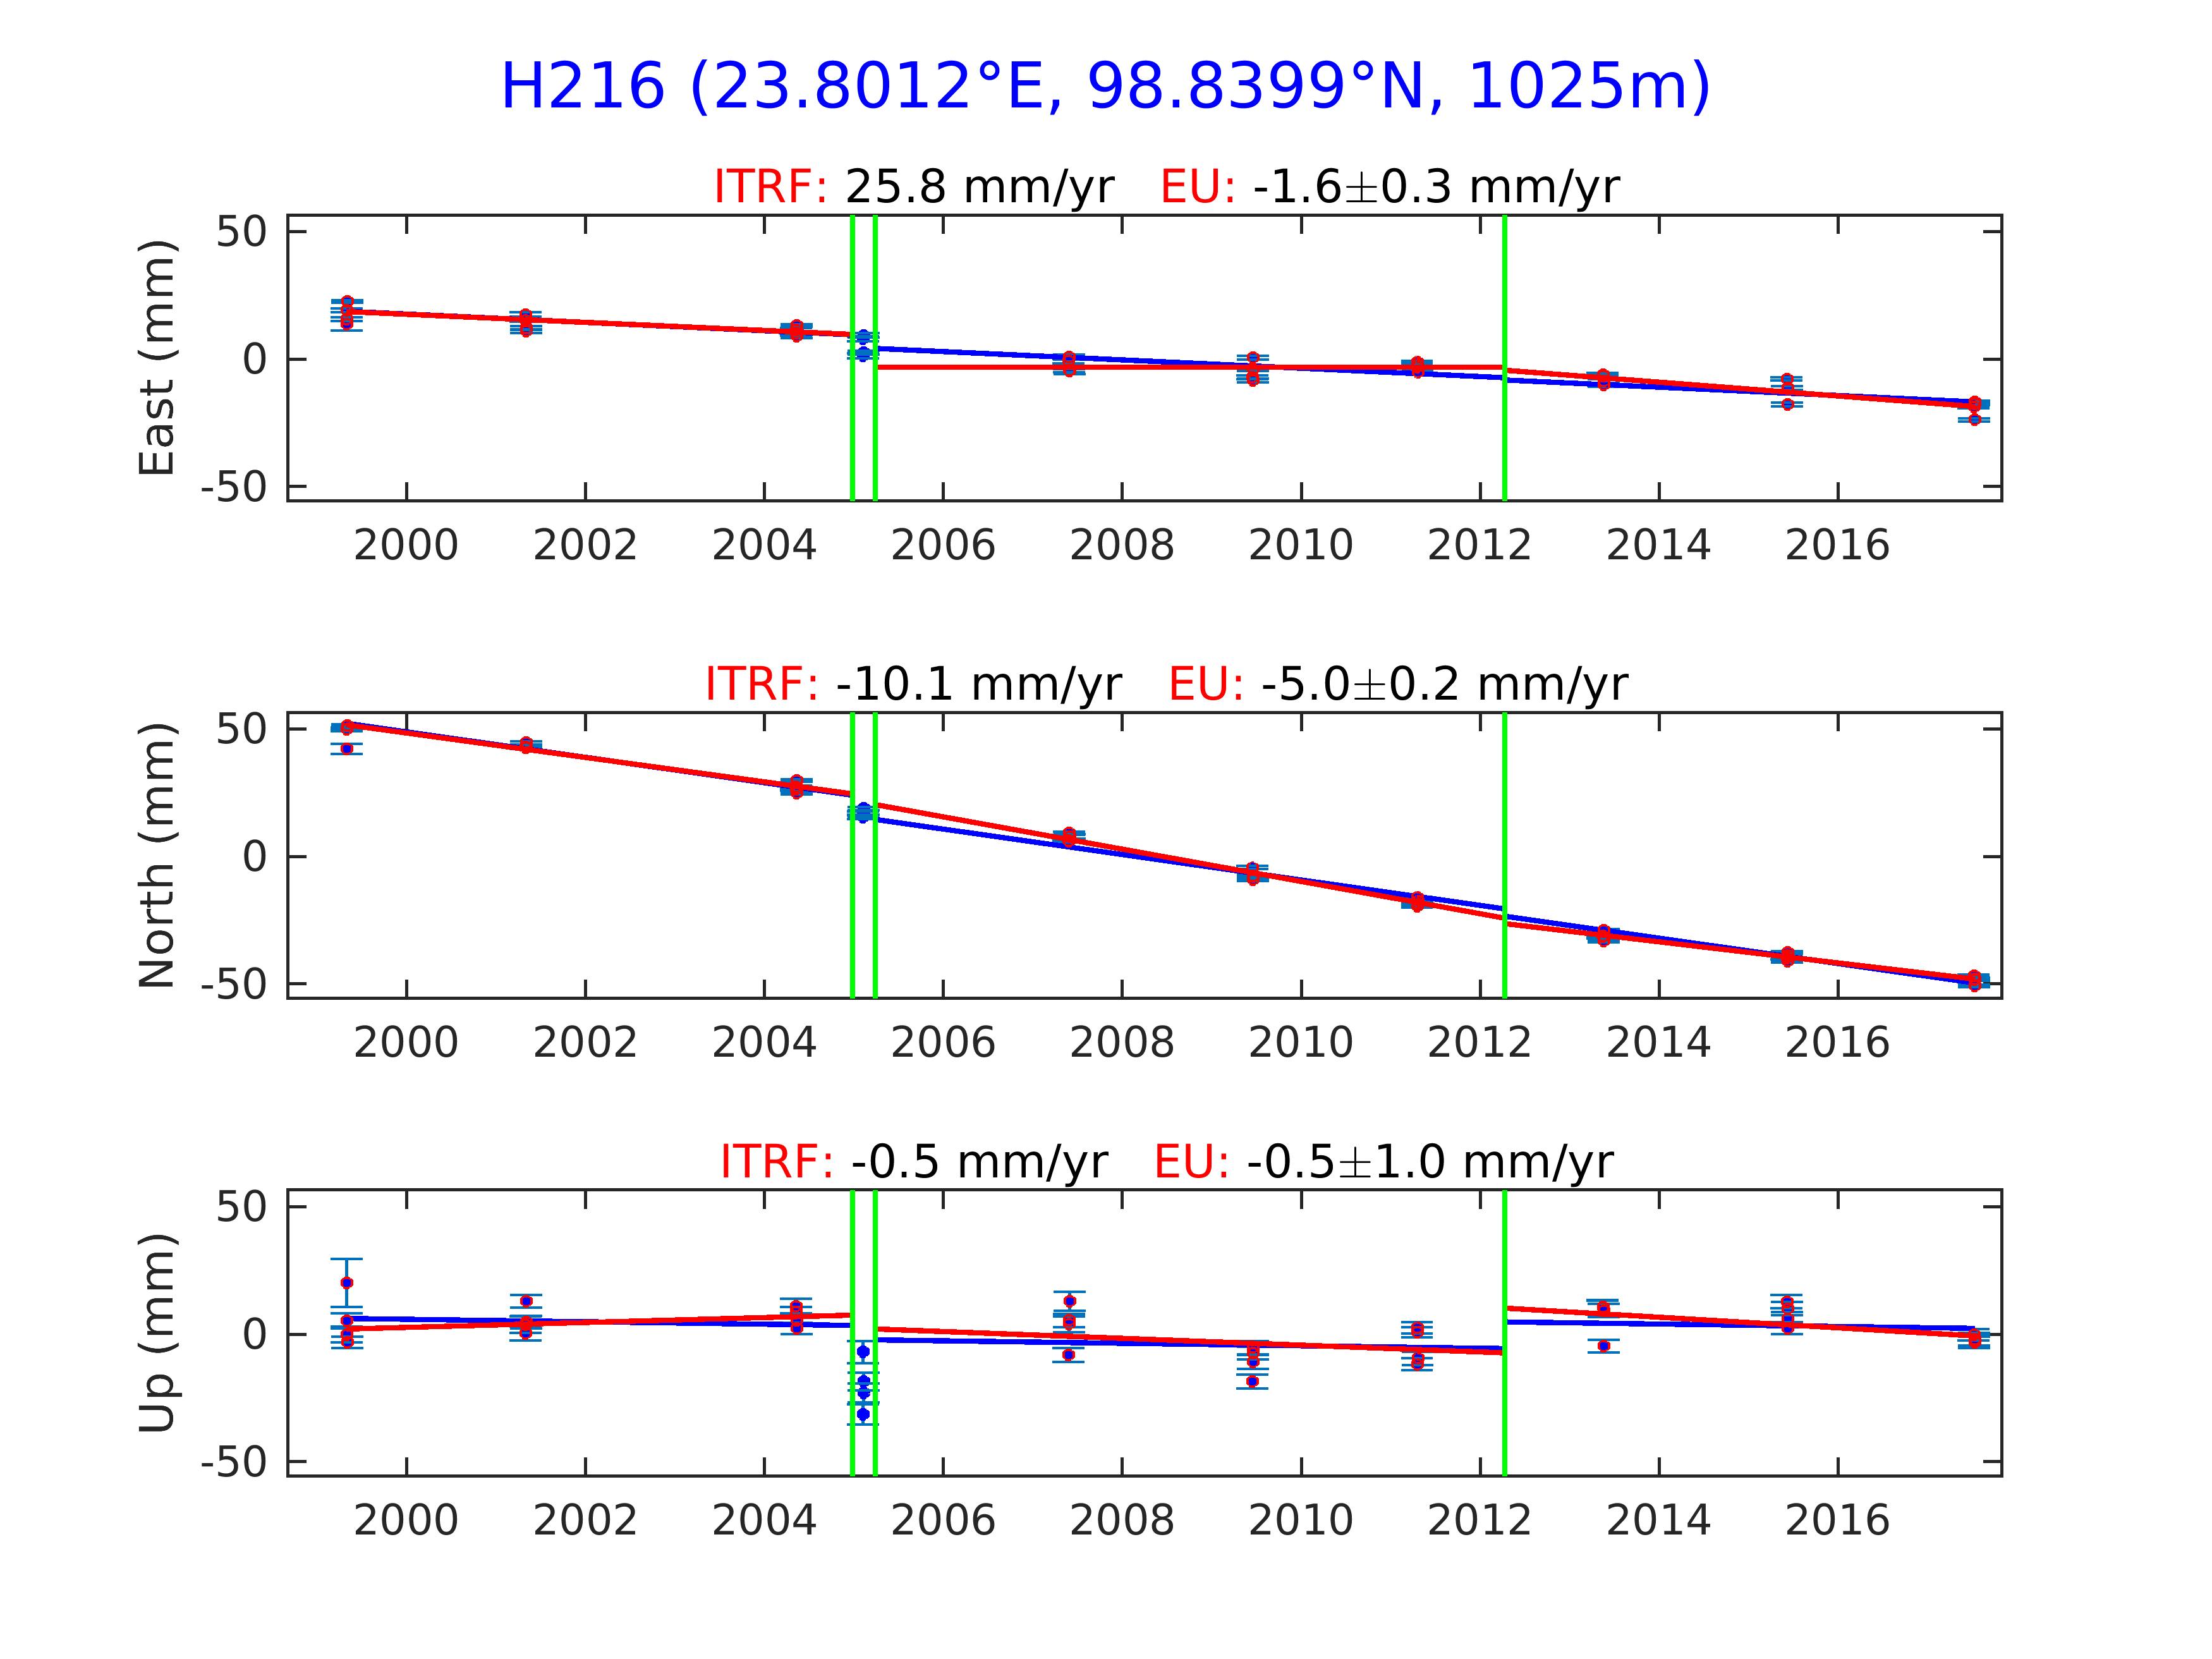 H216 (23.8012°E, 98.8399°N, 1025m)
ITRF: 25.8 mm/yr EU: -1.6±0.3 mm/yr
East (mm)
50
0
-50
2000 2002 2004 2006 2008 2010 2012 2014 2016
ITRF: -10.1 mm/yr EU: -5.0±0.2 mm/yr
North (mm)
50
0
-50
2000 2002 2004 2006 2008 2010 2012 2014 2016
ITRF: -0.5 mm/yr EU: -0.5±1.0 mm/yr
Up (mm)
50
0
-50
2000 2002 2004 2006 2008 2010 2012 2014 2016